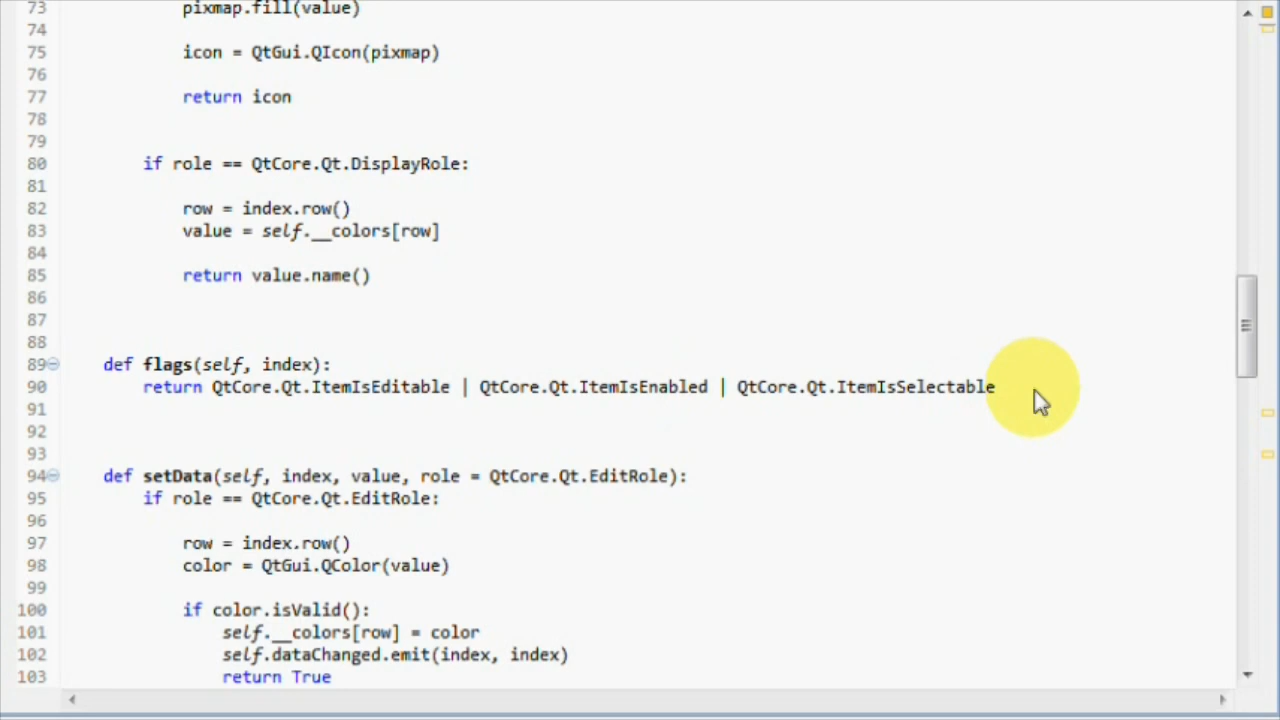 73 pixmap.fill(value)
74
75 icon = QtGui.QIcon(pixmap)
76
77 return icon
78
79
80 if role == QtCore.Qt.DisplayRole:
81
82 row = index.row()
83 value = self.__colors[row]
84
85 return value.name()
86
87
88
89 def flags(self, index):
90 return QtCore.Qt.ItemIsEditable | QtCore.Qt.ItemIsEnabled | QtCore.Qt.ItemIsSelectable
91
92
93
94 def setData(self, index, value, role = QtCore.Qt.EditRole):
95 if role == QtCore.Qt.EditRole:
96
97 row = index.row()
98 color = QtGui.QColor(value)
99
100 if color.isValid():
101 self.__colors[row] = color
102 self.dataChanged.emit(index, index)
103 return True